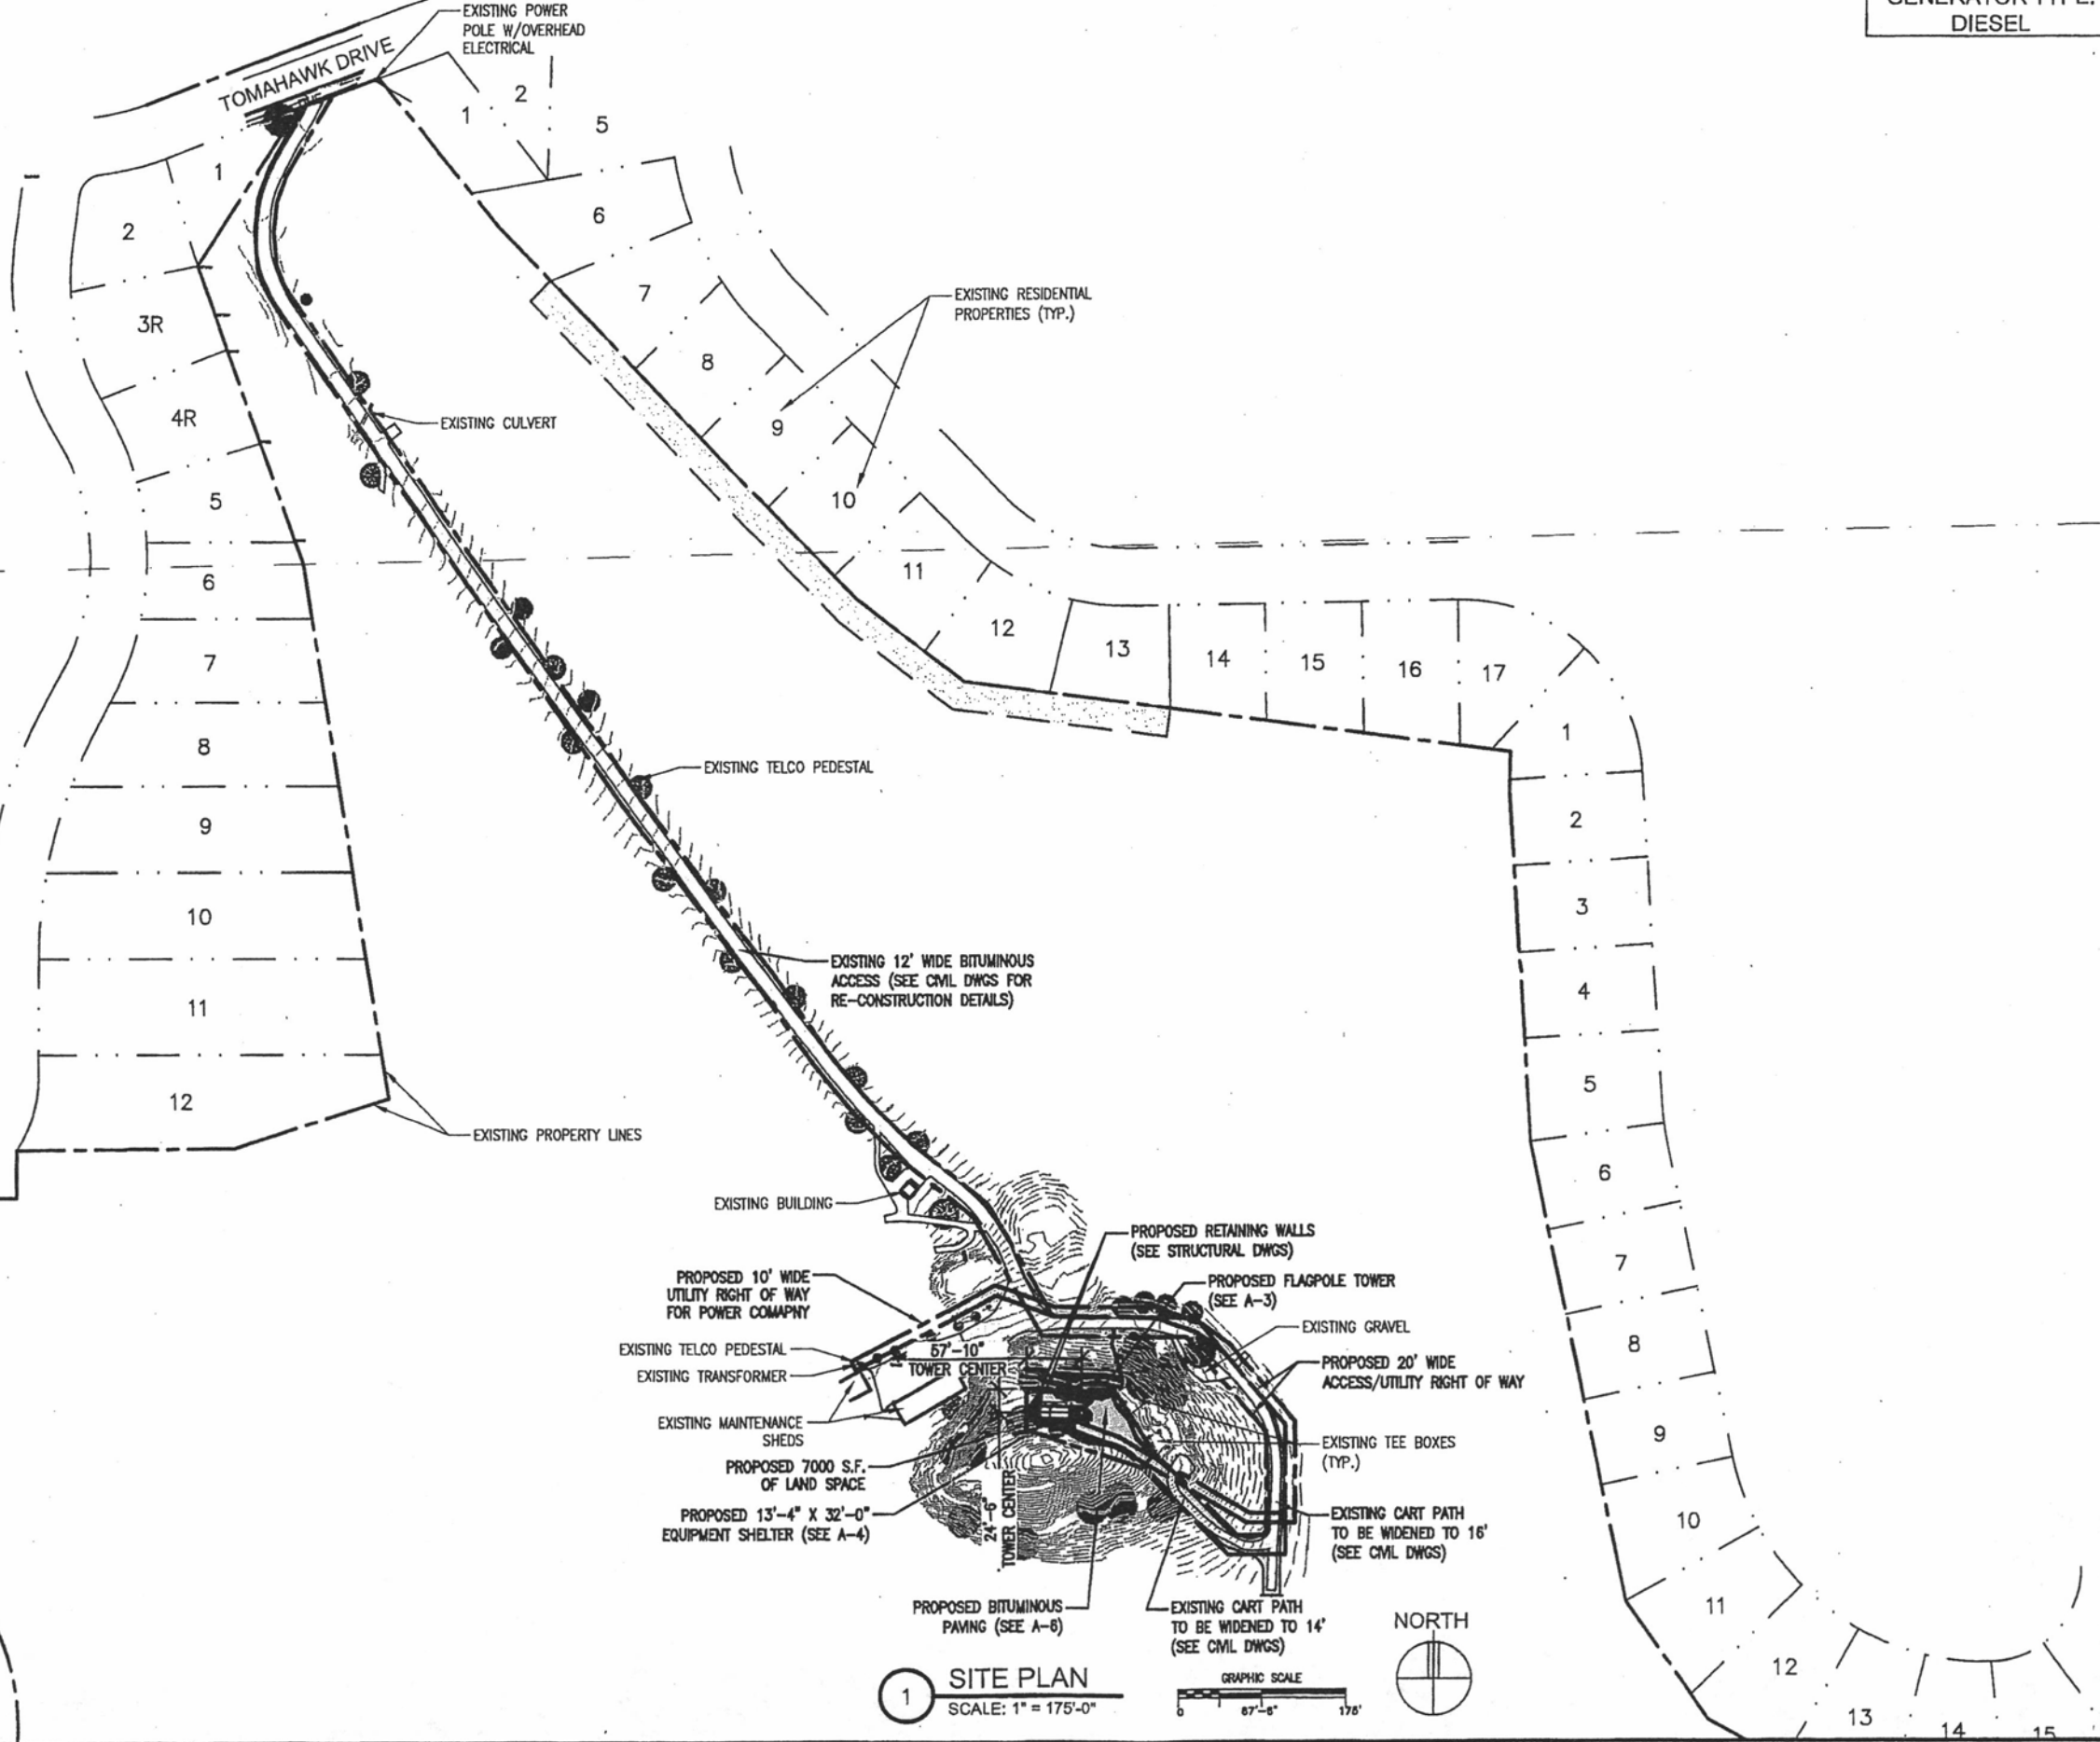 GENERATOR TYPE:
DIESEL
EXISTING POWER
POLE W/OVERHEAD
ELECTRICAL
TOMAHAWK DRIVE
1
2
5
6
7
8
9
10
11
12
13
14
15
16
17
EXISTING RESIDENTIAL
PROPERTIES (TYP.)
1
2
3R
4R
5
6
7
8
9
10
11
12
EXISTING CULVERT
EXISTING TELCO PEDESTAL
EXISTING 12' WIDE BITUMINOUS
ACCESS (SEE CIVIL DWGS FOR
RE-CONSTRUCTION DETAILS)
EXISTING PROPERTY LINES
1
2
3
4
5
6
7
8
9
10
11
12
13
14
15
EXISTING BUILDING
PROPOSED RETAINING WALLS
(SEE STRUCTURAL DWGS)
PROPOSED 10' WIDE
UTILITY RIGHT OF WAY
FOR POWER COMAPNY
PROPOSED FLAGPOLE TOWER
(SEE A-3)
EXISTING GRAVEL
EXISTING TELCO PEDESTAL
EXISTING TRANSFORMER
57'-10"
TOWER CENTER
PROPOSED 20' WIDE
ACCESS/UTILITY RIGHT OF WAY
EXISTING MAINTENANCE
SHEDS
EXISTING TEE BOXES
(TYP.)
PROPOSED 7000 S.F.
OF LAND SPACE
PROPOSED 13'-4" X 32'-0"
EQUIPMENT SHELTER (SEE A-4)
24'-6"
TOWER CENTER
EXISTING CART PATH
TO BE WIDENED TO 16'
(SEE CIVIL DWGS)
PROPOSED BITUMINOUS
PAVING (SEE A-6)
EXISTING CART PATH
TO BE WIDENED TO 14'
(SEE CIVIL DWGS)
NORTH
1
SITE PLAN
SCALE: 1" = 175'-0"
GRAPHIC SCALE
0
87'-6"
175'